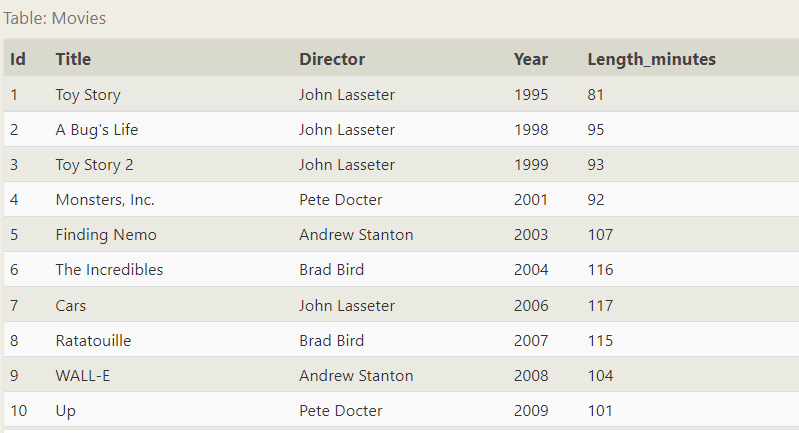 Table: Movies
Id Title Director Year Length_minutes
1 Toy Story John Lasseter 1995 81
2 A Bug's Life John Lasseter 1998 95
3 Toy Story 2 John Lasseter 1999 93
4 Monsters, Inc. Pete Docter 2001 92
5 Finding Nemo Andrew Stanton 2003 107
6 The Incredibles Brad Bird 2004 116
7 Cars John Lasseter 2006 117
8 Ratatouille Brad Bird 2007 115
9 WALL-E Andrew Stanton 2008 104
10 Up Pete Docter 2009 101